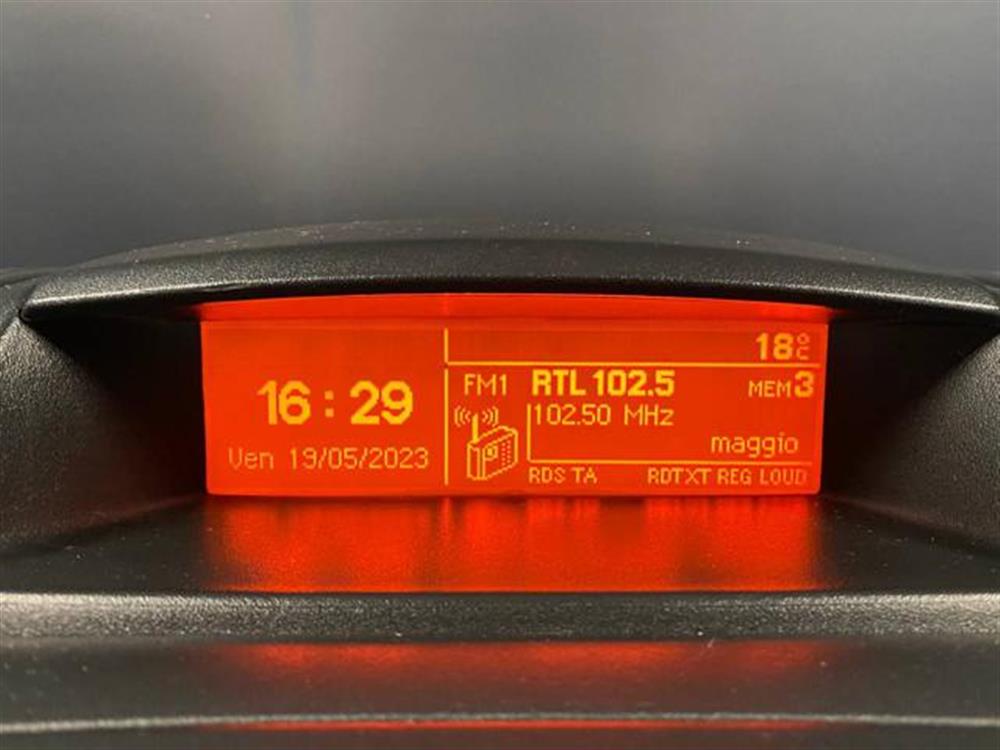 18°C
16:29
Ven 19/05/2023
FM1 RTL 102.5 MEM 3
102.50 MHz
maggio
RDS TA RDTXT REG LOUD